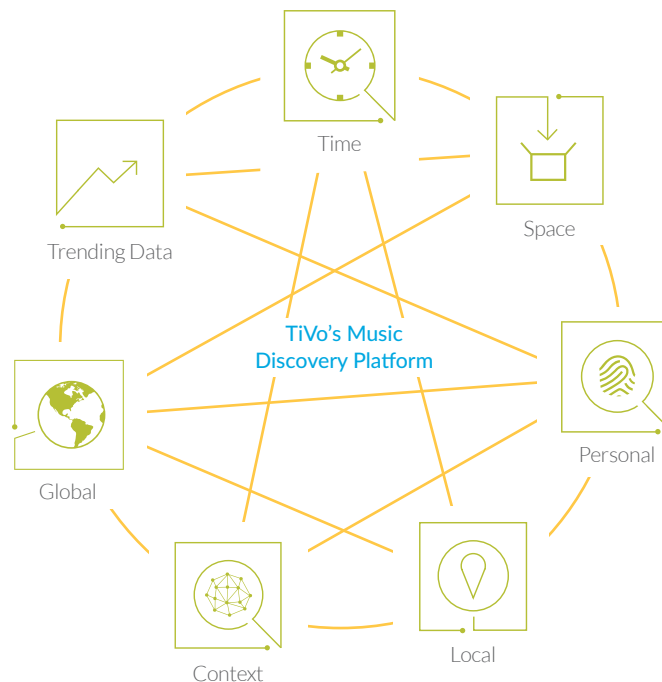 Time
Space
Trending Data
TiVo’s Music
Discovery Platform
Personal
Global
Local
Context